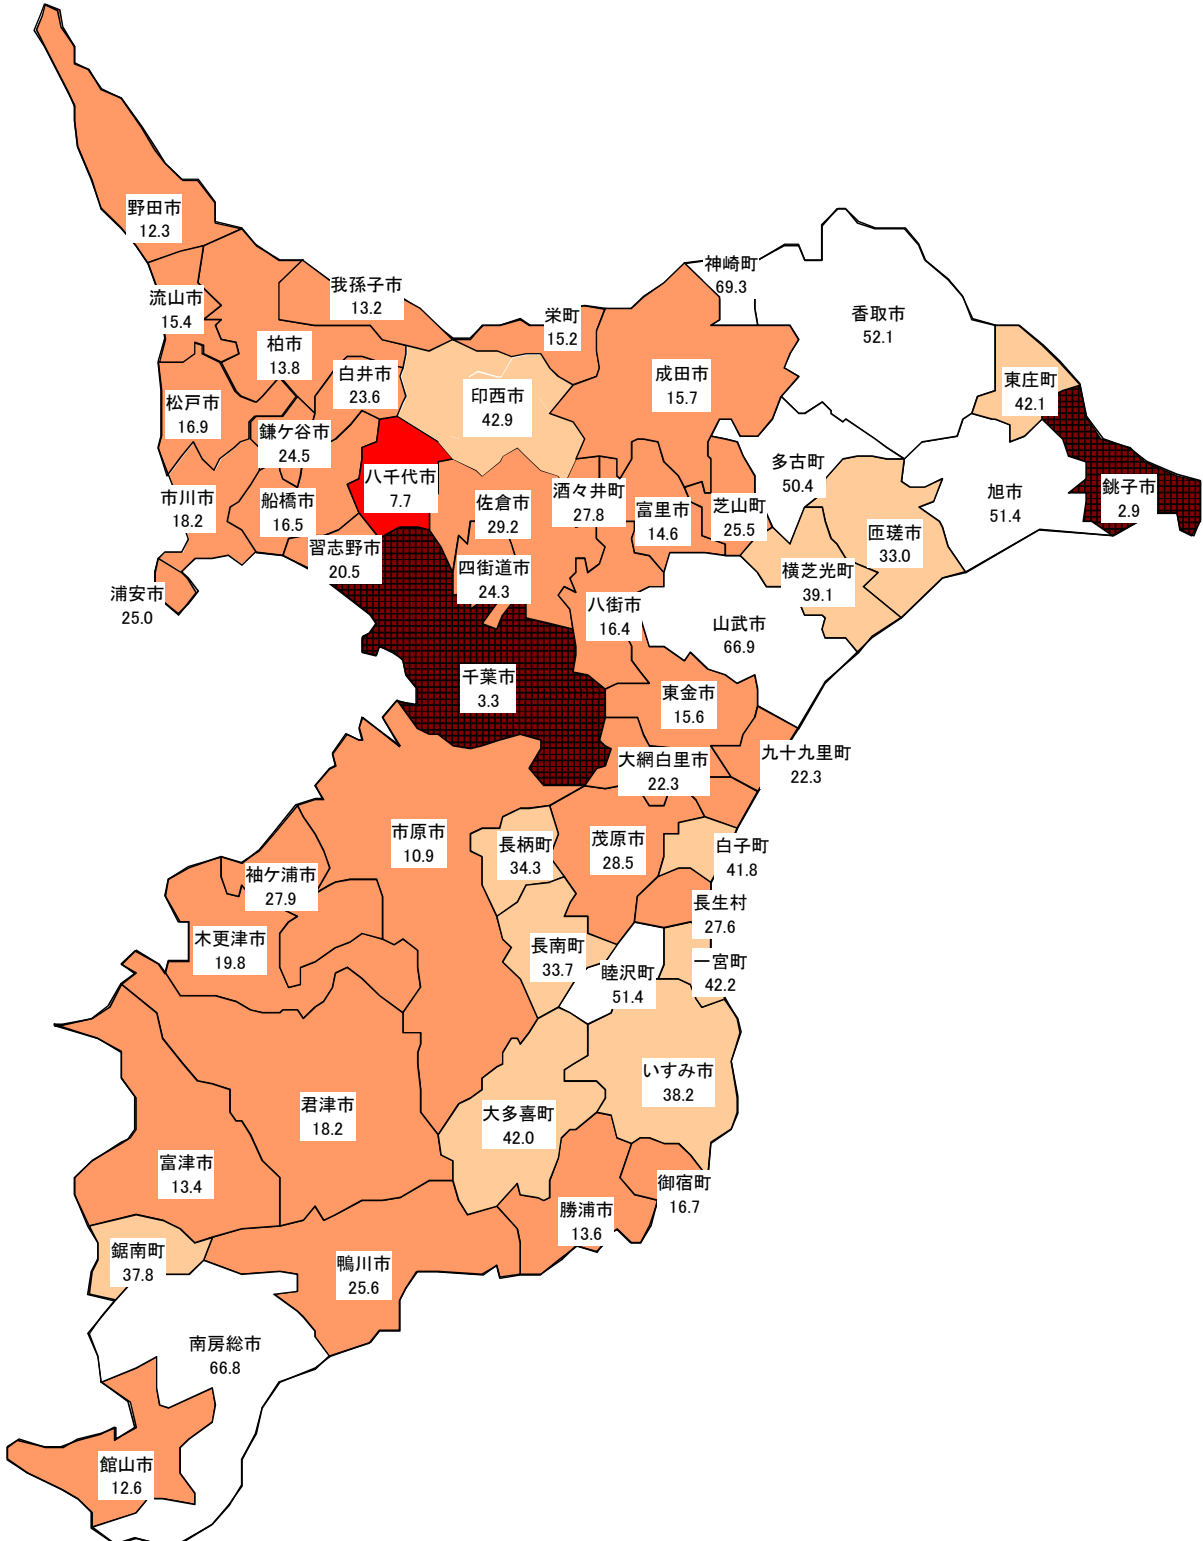 野田市
12.3
神崎町
69.3
流山市
15.4
我孫子市
13.2
栄町
15.2
香取市
52.1
柏市
13.8
白井市
23.6
印西市
42.9
成田市
15.7
東庄町
42.1
松戸市
16.9
鎌ケ谷市
24.5
八千代市
7.7
多古町
50.4
市川市
18.2
船橋市
16.5
佐倉市
29.2
酒々井町
27.8
富里市
14.6
芝山町
25.5
旭市
51.4
銚子市
2.9
習志野市
20.5
四街道市
24.3
横芝光町
39.1
匝瑳市
33.0
浦安市
25.0
八街市
16.4
山武市
66.9
千葉市
3.3
東金市
15.6
大網白里市
22.3
九十九里町
22.3
市原市
10.9
長柄町
34.3
茂原市
28.5
白子町
41.8
袖ケ浦市
27.9
長生村
27.6
木更津市
19.8
長南町
33.7
睦沢町
51.4
一宮町
42.2
いすみ市
38.2
君津市
18.2
大多喜町
42.0
富津市
13.4
御宿町
16.7
勝浦市
13.6
鋸南町
37.8
鴨川市
25.6
南房総市
66.8
館山市
12.6